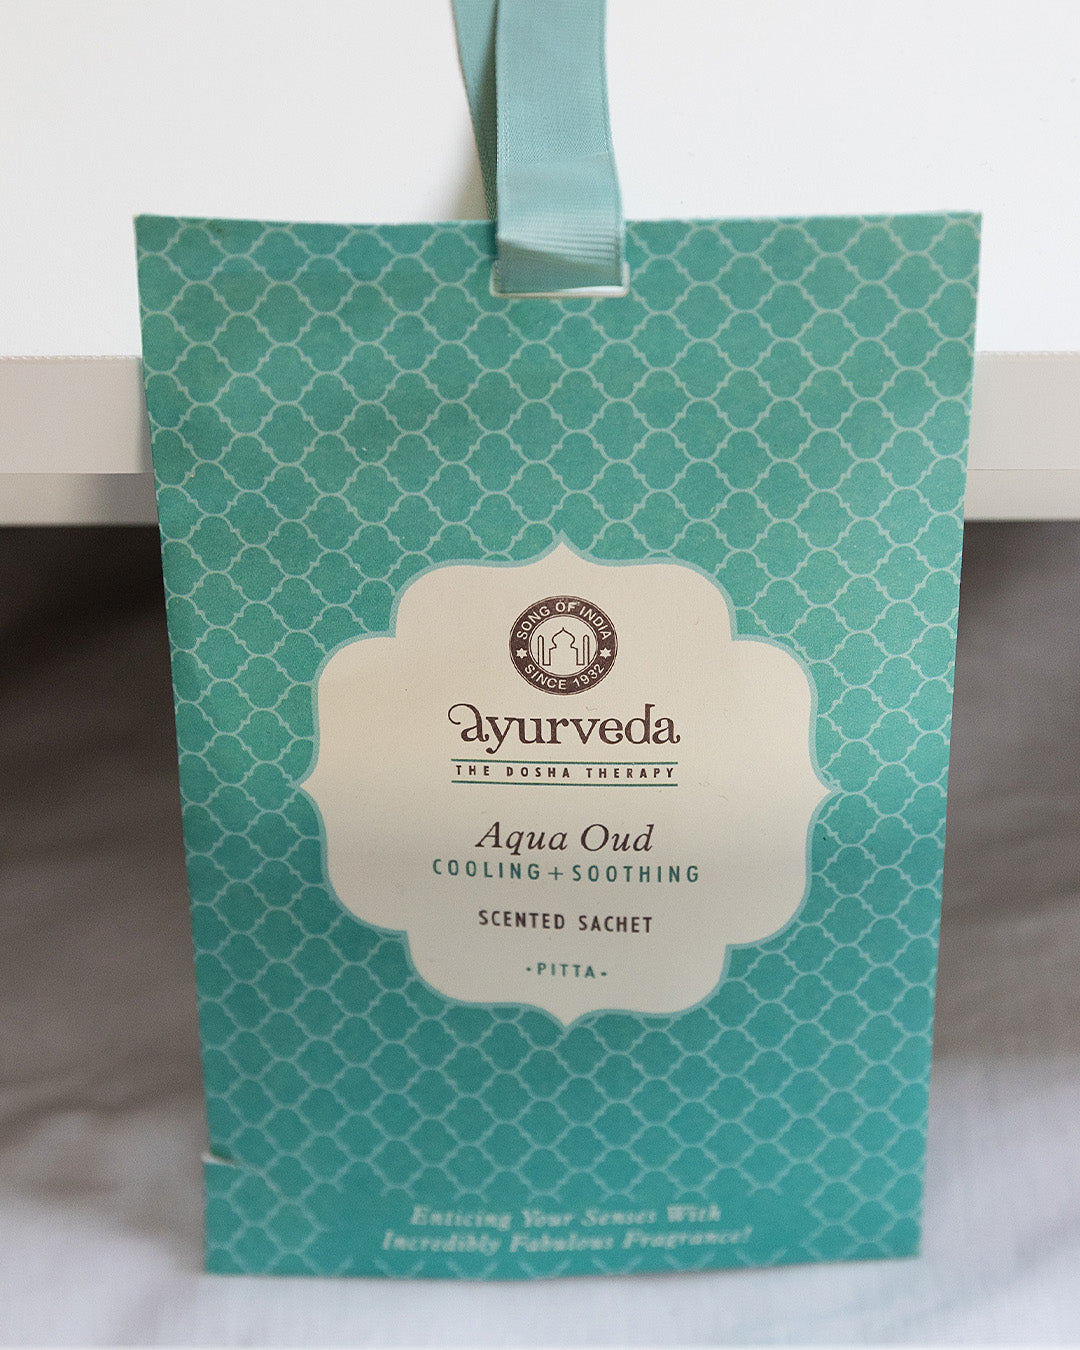 SONG OF INDIA
SINCE 1932
ayurveda
THE DOSHA THERAPY
Aqua Oud
COOLING + SOOTHING
SCENTED SACHET
-PITTA-
Enticing Your Senses With
Incredibly Fabulous Fragrance!